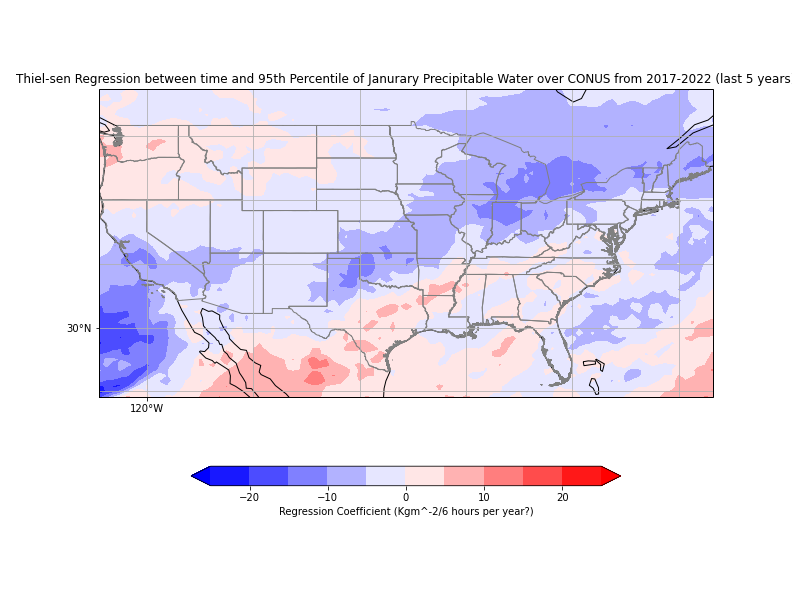 Thiel-sen Regression between time and 95th Percentile of Janurary Precipitable Water over CONUS from 2017-2022 (last 5 years
30°N
120°W
−20 −10 0 10 20
Regression Coefficient (Kgm^-2/6 hours per year?)